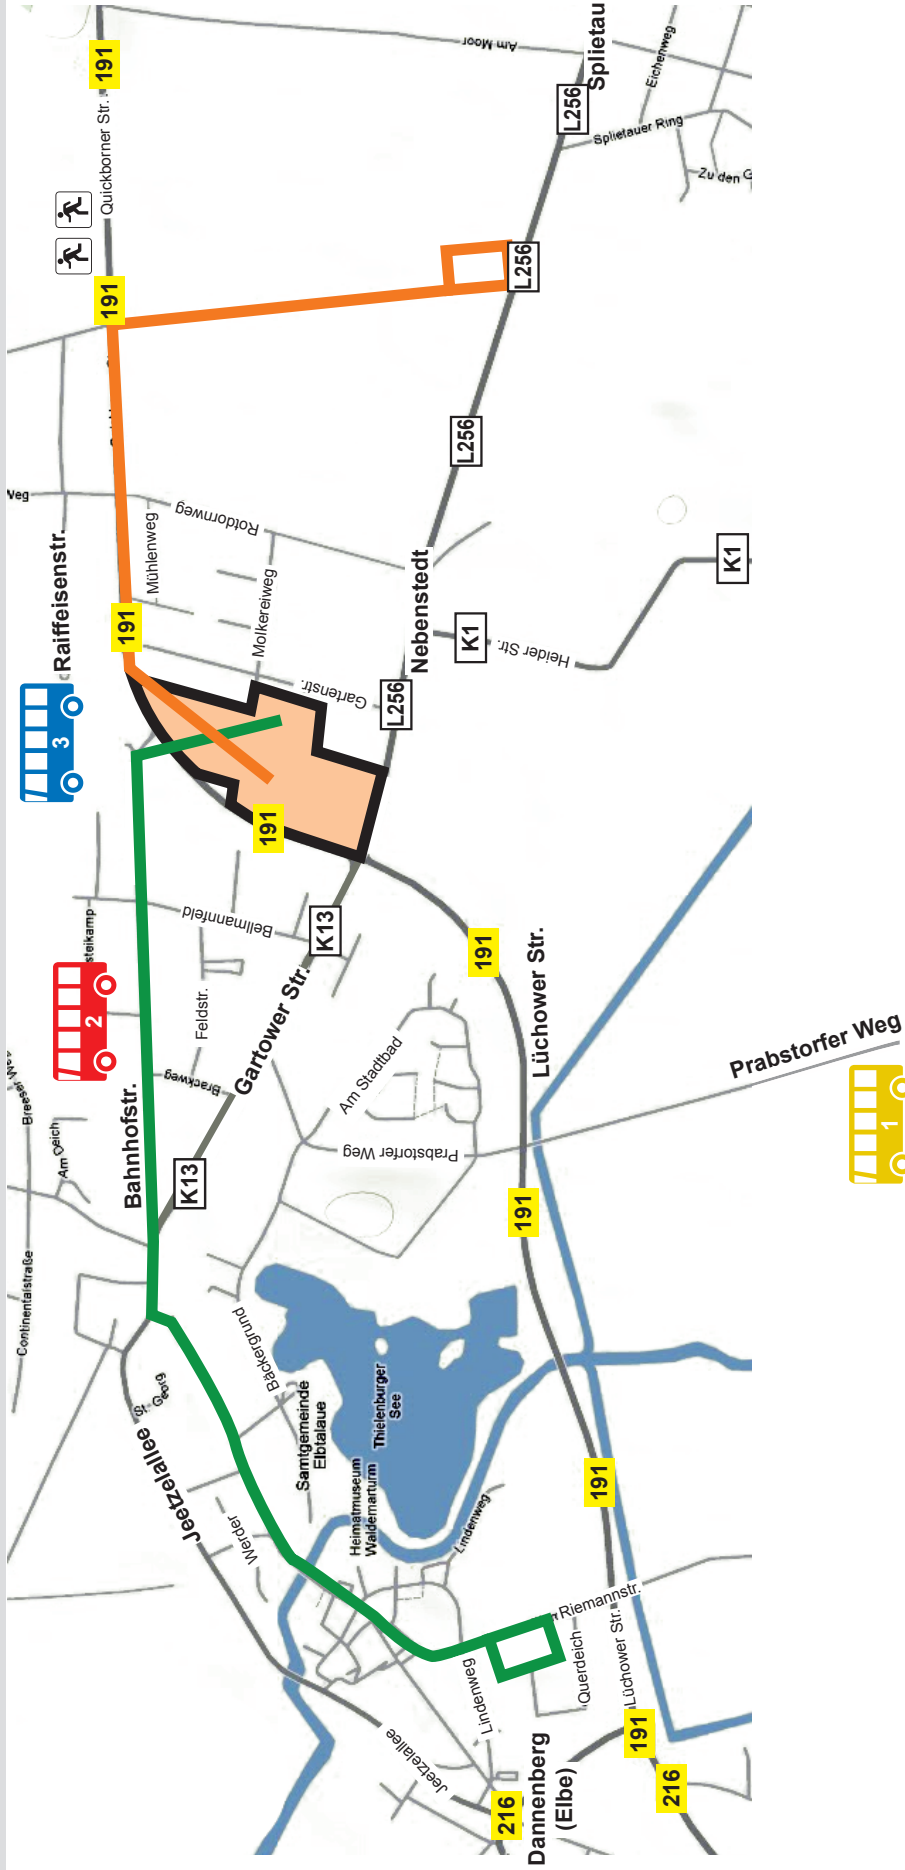 191
Quickborner Str.
Am Moor
Splietau
Eichenweg
L256
Splietauer Ring
Zu den G
191
L256
L256
Weg
Raiffeisenstr.
Rotdornweg
Mühlenweg
Molkereiweg
191
Nebenstedt
K1
K1
Heider Str.
Gartenstr.
L256
3
191
steikamp
Bellmannfeld
K13
2
Feldstr.
Gartower Str.
191
Lüchower Str.
Prabstorfer Weg
1
Breeser Weg
Am Deich
Bahnhofstr.
Brackweg
Am Stadtbad
Prabstorfer Weg
K13
191
Continentalstraße
Bäckergrund
St. Georg
Samtgemeinde
Elbtalaue
Thielenburger
See
Jeetzelallee
Werder
Heimatmuseum
Waldemarturm
Lindenweg
191
Riemannstr.
Querdeich
Lüchower Str.
Lindenweg
Jeetzelallee
191
216
216
Dannenberg
(Elbe)